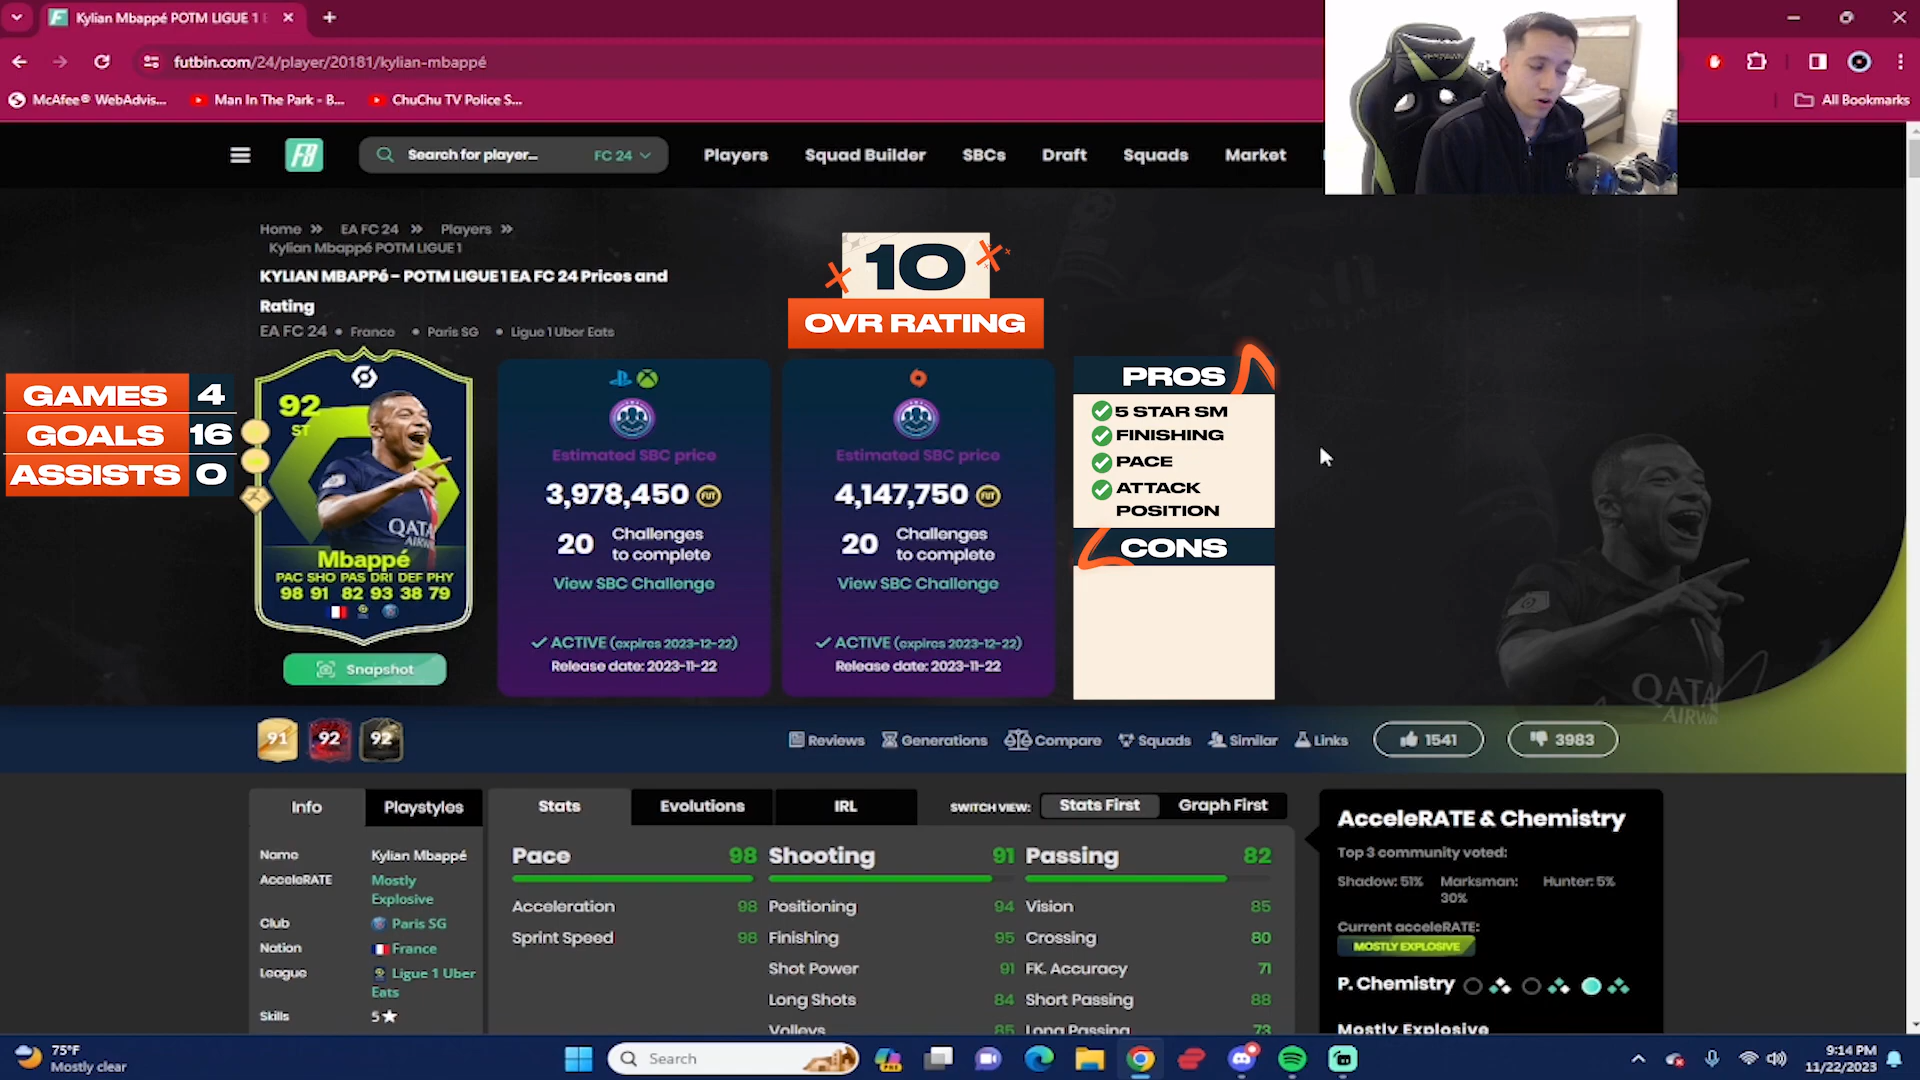 Kylian Mbappé POTM LIGUE 1 E
futbin.com/24/player/20181/kylian-mbappé
McAfee® WebAdvis...
Man In The Park - B...
ChuChu TV Police S...
All Bookmarks
FB
Search for player...
FC 24
Players
Squad Builder
SBCs
Draft
Squads
Market
Home » EA FC 24 » Players »
Kylian Mbappé POTM LIGUE 1
KYLIAN MBAPPé - POTM LIGUE 1 EA FC 24 Prices and
Rating
EA FC 24 • France • Paris SG • Ligue 1 Uber Eats
10
OVR RATING
GAMES 4
GOALS 16
ASSISTS 0
92
ST
QATAR
AIRW
Mbappé
PAC SHO PAS DRI DEF PHY
98 91 82 93 38 79
Snapshot
Estimated SBC price
3,978,450 FUT
20 Challenges
to complete
View SBC Challenge
ACTIVE (expires 2023-12-22)
Release date: 2023-11-22
Estimated SBC price
4,147,750 FUT
20 Challenges
to complete
View SBC Challenge
ACTIVE (expires 2023-12-22)
Release date: 2023-11-22
PROS
5 STAR SM
FINISHING
PACE
ATTACK
POSITION
CONS
QATA
AIRW
91
92
92
Reviews
Generations
Compare
Squads
Similar
Links
1541
3983
Info
Playstyles
Name Kylian Mbappé
AcceleRATE Mostly
Explosive
Club Paris SG
Nation France
League Ligue 1 Uber
Eats
Skills 5★
Stats
Evolutions
IRL
SWITCH VIEW:
Stats First
Graph First
Pace 98
Acceleration 98
Sprint Speed 98
Shooting 91
Positioning 94
Finishing 95
Shot Power 91
Long Shots 84
Volleys 85
Passing 82
Vision 85
Crossing 80
FK. Accuracy 71
Short Passing 88
Long Passing 73
AcceleRATE & Chemistry
Top 3 community voted:
Shadow: 51%
Marksman:
30%
Hunter: 5%
Current acceleRATE:
MOSTLY EXPLOSIVE
P. Chemistry
Mostly Explosive
75°F
Mostly clear
Search
9:14 PM
11/22/2023